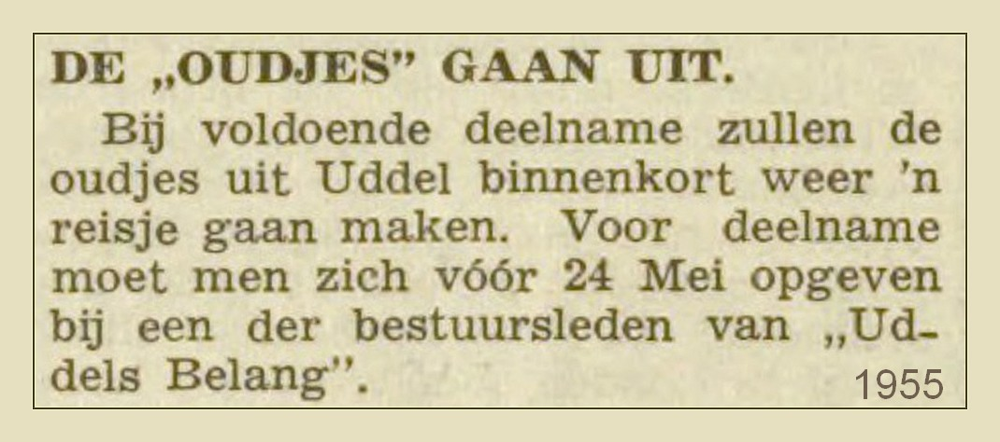 DE „OUDJES” GAAN UIT.
Bij voldoende deelname zullen de
oudjes uit Uddel binnenkort weer 'n
reisje gaan maken. Voor deelname
moet men zich vóór 24 Mei opgeven
bij een der bestuursleden van „Ud-
dels Belang”.
1955